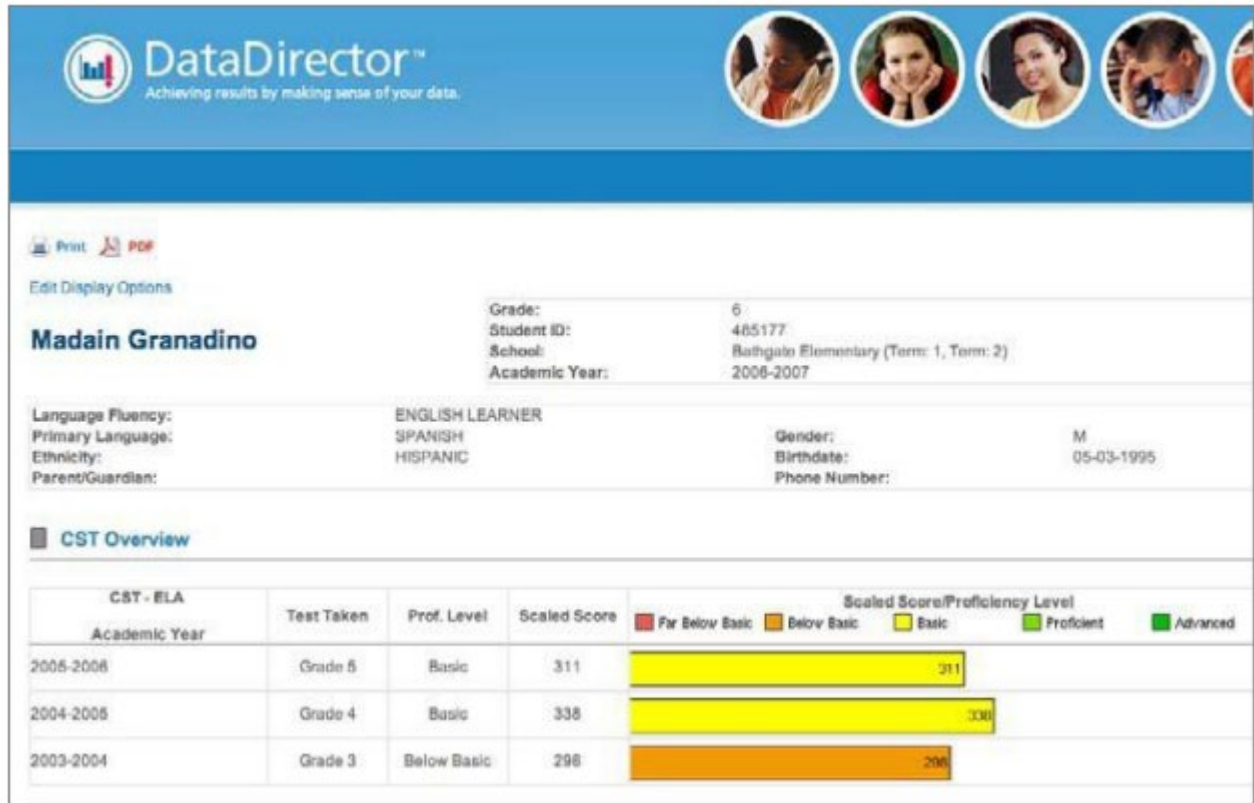 DataDirector™
Achieving results by making sense of your data.
Print PDF
Edit Display Options
Madain Granadino
Grade: 6
Student ID: 485177
School: Bathgate Elementary (Term: 1, Term: 2)
Academic Year: 2006-2007
Language Fluency: ENGLISH LEARNER
Primary Language: SPANISH Gender: M
Ethnicity: HISPANIC Birthdate: 05-03-1995
Parent/Guardian: Phone Number:
CST Overview
CST - ELA
Academic Year
Test Taken
Prof. Level
Scaled Score
Scaled Score/Proficiency Level
Far Below Basic Below Basic Basic Proficient Advanced
2005-2006 Grade 5 Basic 311 311
2004-2005 Grade 4 Basic 338 338
2003-2004 Grade 3 Below Basic 298 298